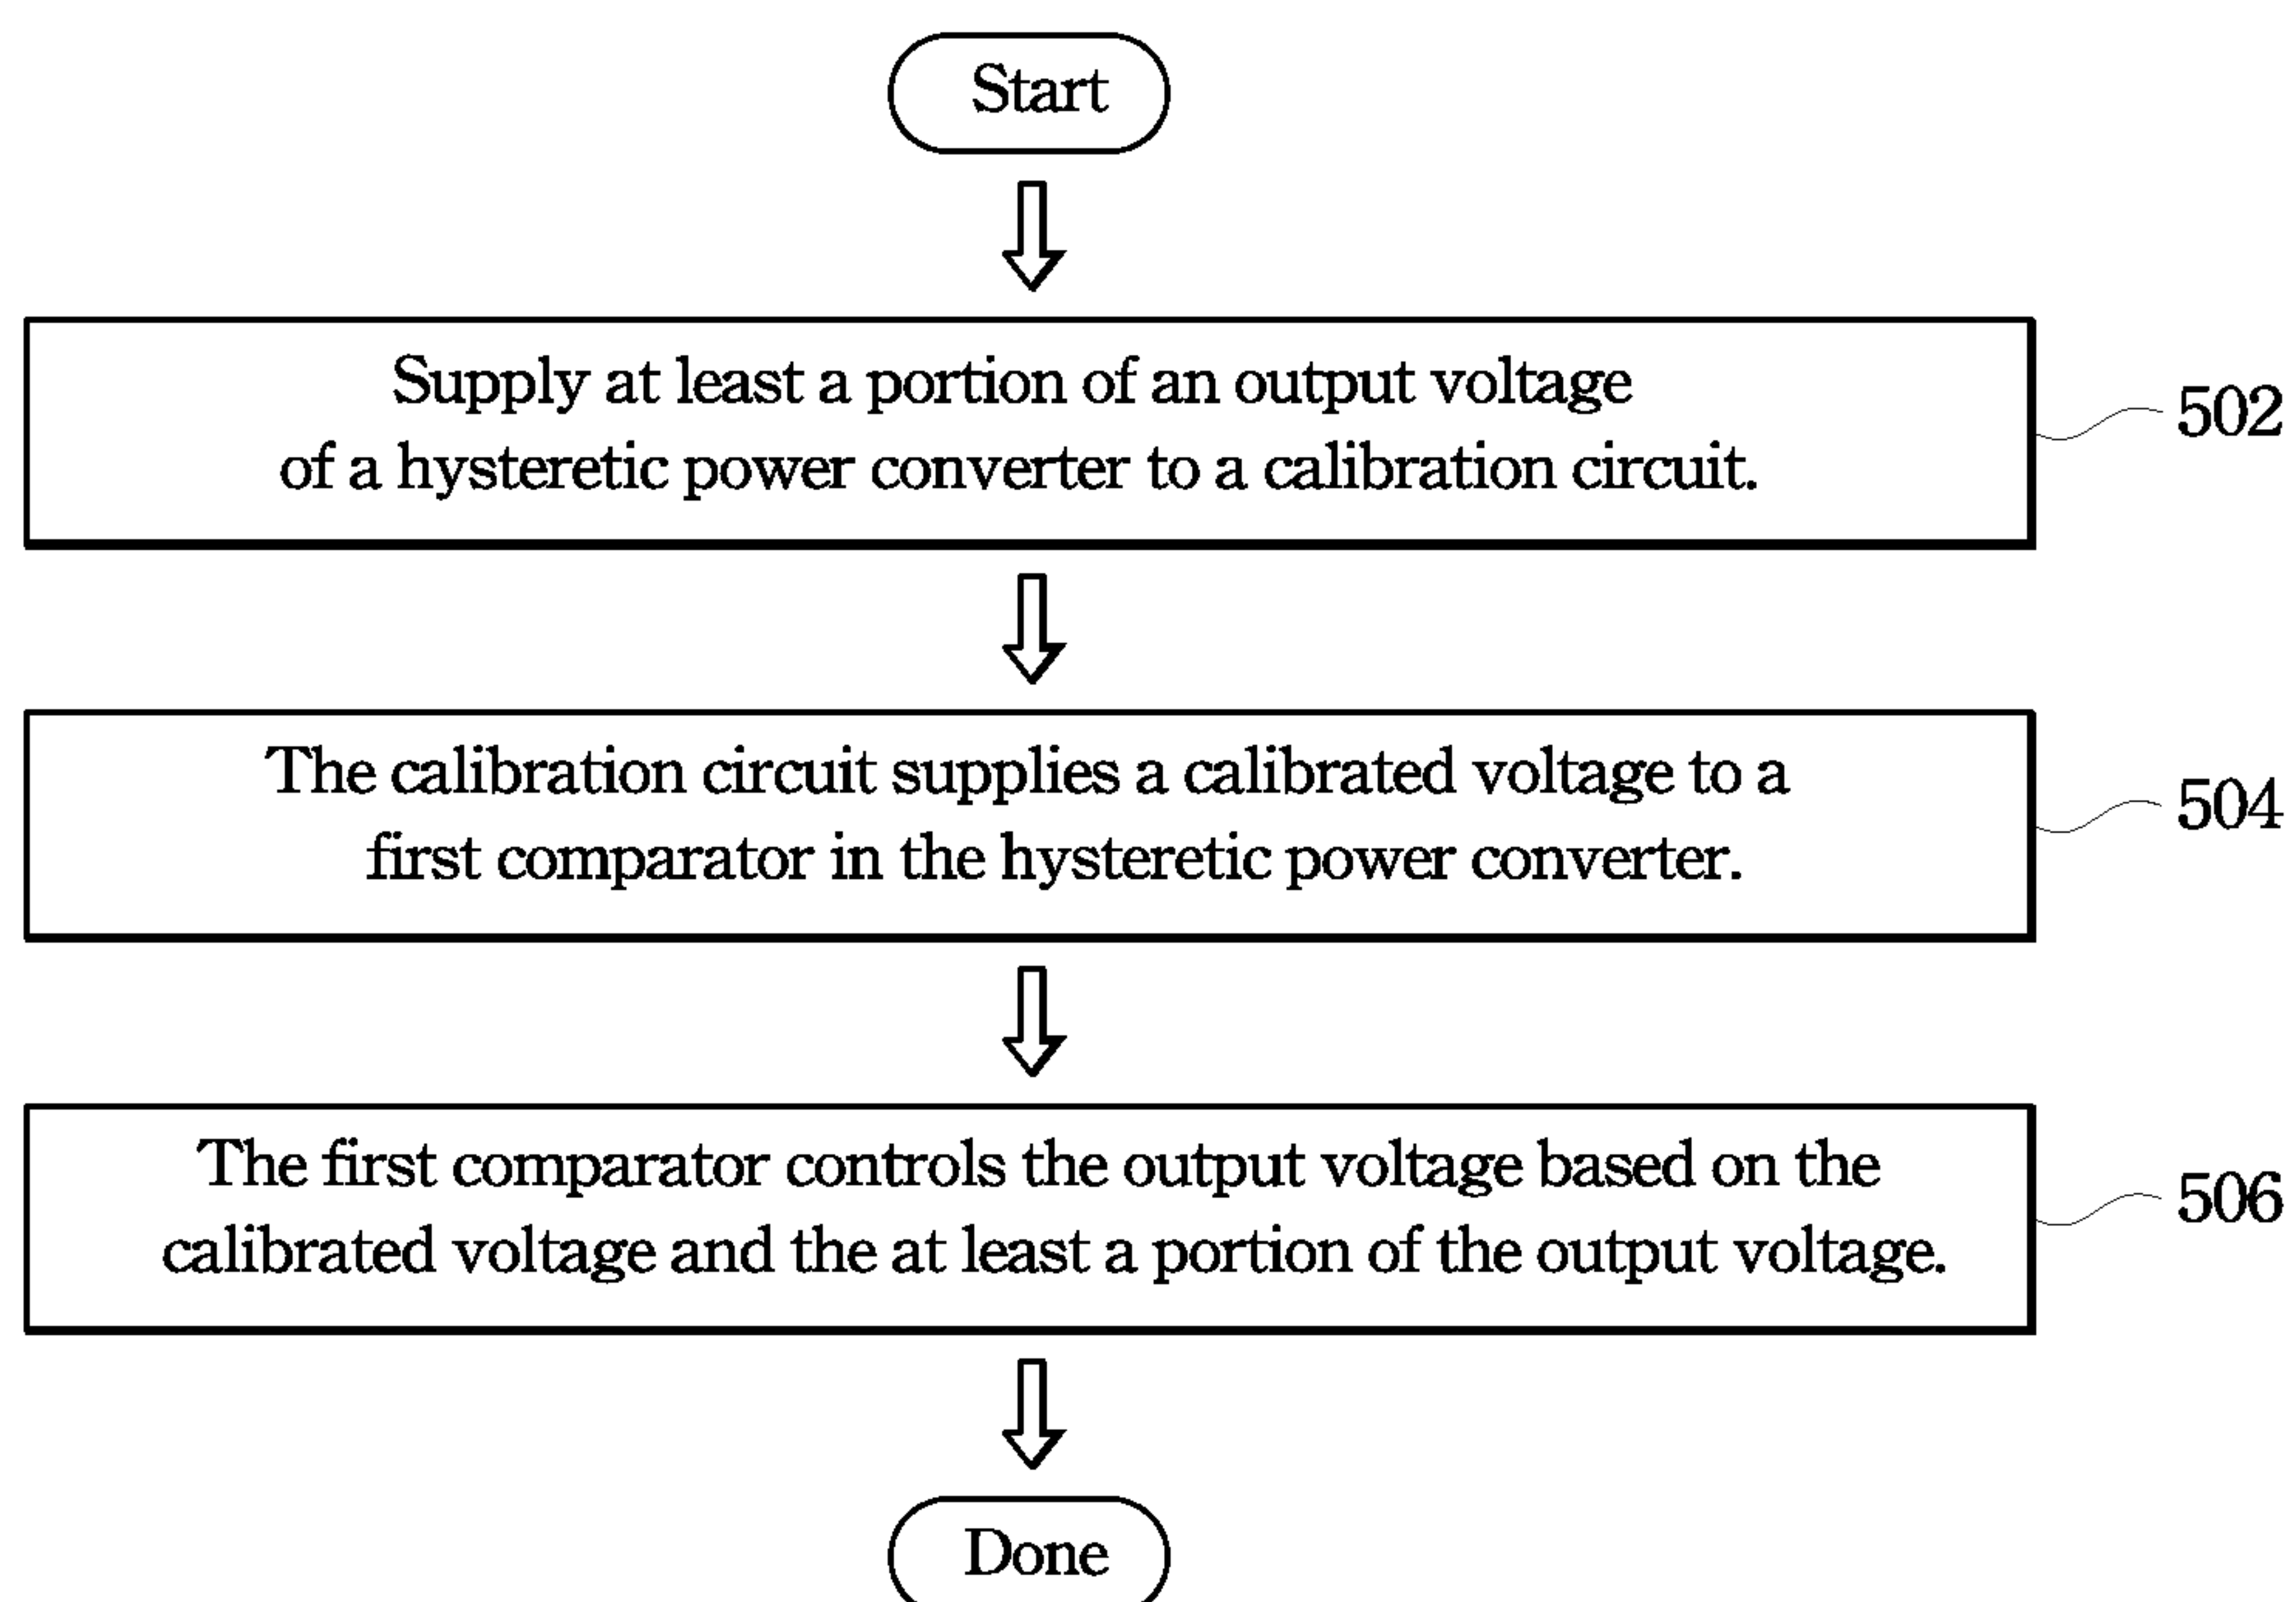 Start
Supply at least a portion of an output voltage
of a hysteretic power converter to a calibration circuit.
502
The calibration circuit supplies a calibrated voltage to a
first comparator in the hysteretic power converter.
504
The first comparator controls the output voltage based on the
calibrated voltage and the at least a portion of the output voltage.
506
Done